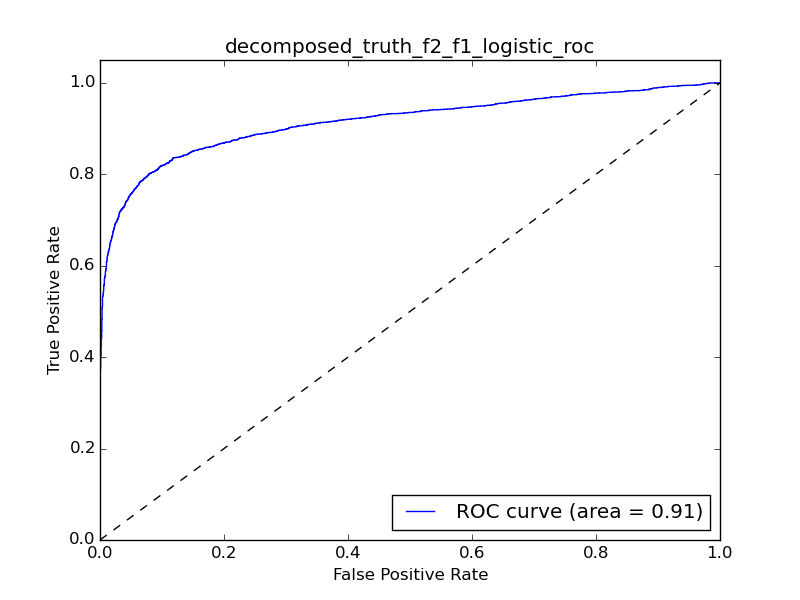 decomposed_truth_f2_f1_logistic_roc
True Positive Rate
1.0
0.8
0.6
0.4
0.2
0.0
0.0 0.2 0.4 0.6 0.8 1.0
False Positive Rate
ROC curve (area = 0.91)